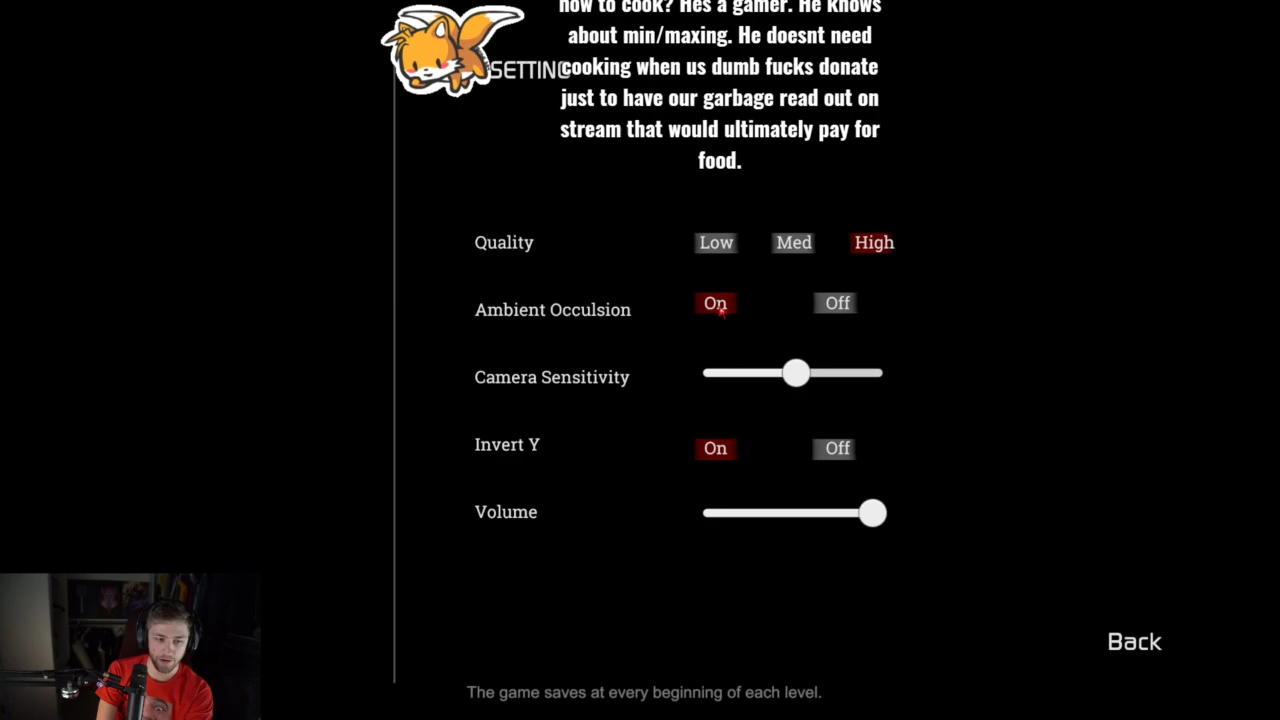 how to cook? Hes a gamer. He knows
about min/maxing. He doesnt need
cooking when us dumb fucks donate
just to have our garbage read out on
stream that would ultimately pay for
food.
SETTING
Quality Low Med High
Ambient Occulsion On Off
Camera Sensitivity
Invert Y On Off
Volume
Back
The game saves at every beginning of each level.